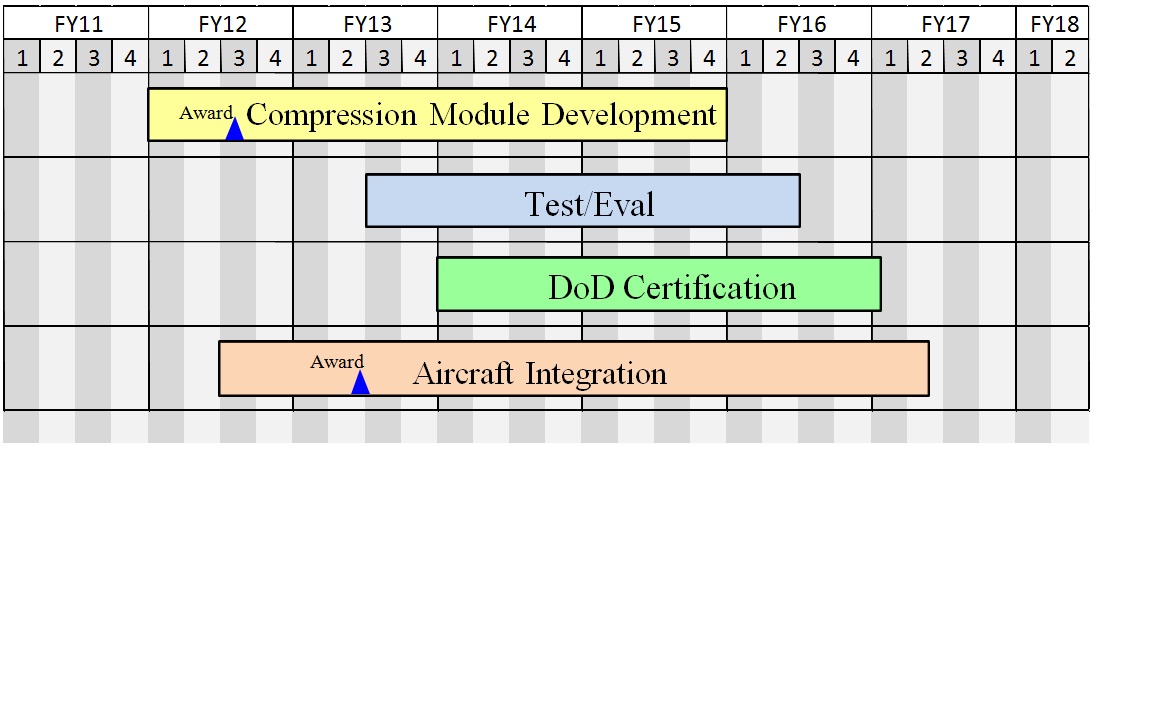 FY11 FY12 FY13 FY14 FY15 FY16 FY17 FY18
1 2 3 4 1 2 3 4 1 2 3 4 1 2 3 4 1 2 3 4 1 2 3 4 1 2 3 4 1 2
Award Compression Module Development
Test/Eval
DoD Certification
Award
Aircraft Integration